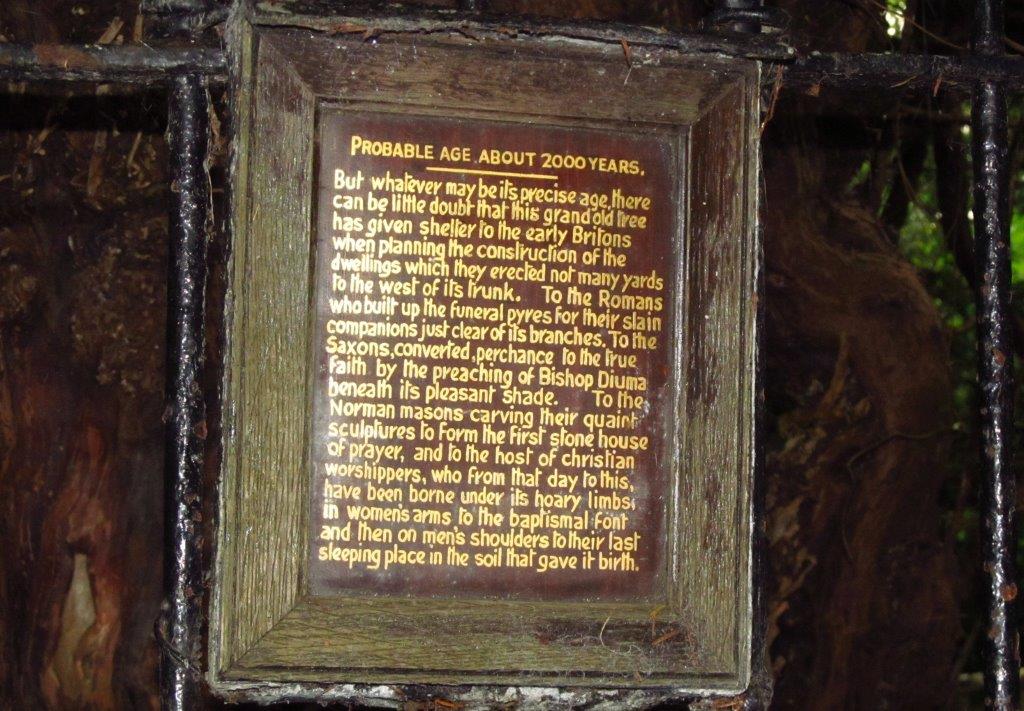 PROBABLE AGE ABOUT 2000 YEARS.
But whatever may be its precise age, there
can be little doubt that this grand old tree
has given shelter to the early Britons
when planning the construction of the
dwellings which they erected not many yards
to the west of its trunk. To the Romans
who built up the funeral pyres for their slain
companions just clear of its branches. To the
Saxons, converted, perchance to the true
faith by the preaching of Bishop Diuma
beneath its pleasant shade. To the
Norman masons carving their quaint
sculptures to form the first stone house
of prayer, and to the host of christian
worshippers, who from that day to this,
have been borne under its hoary limbs;
in women's arms to the baptismal font
and then on men's shoulders to their last
sleeping place in the soil that gave it birth.